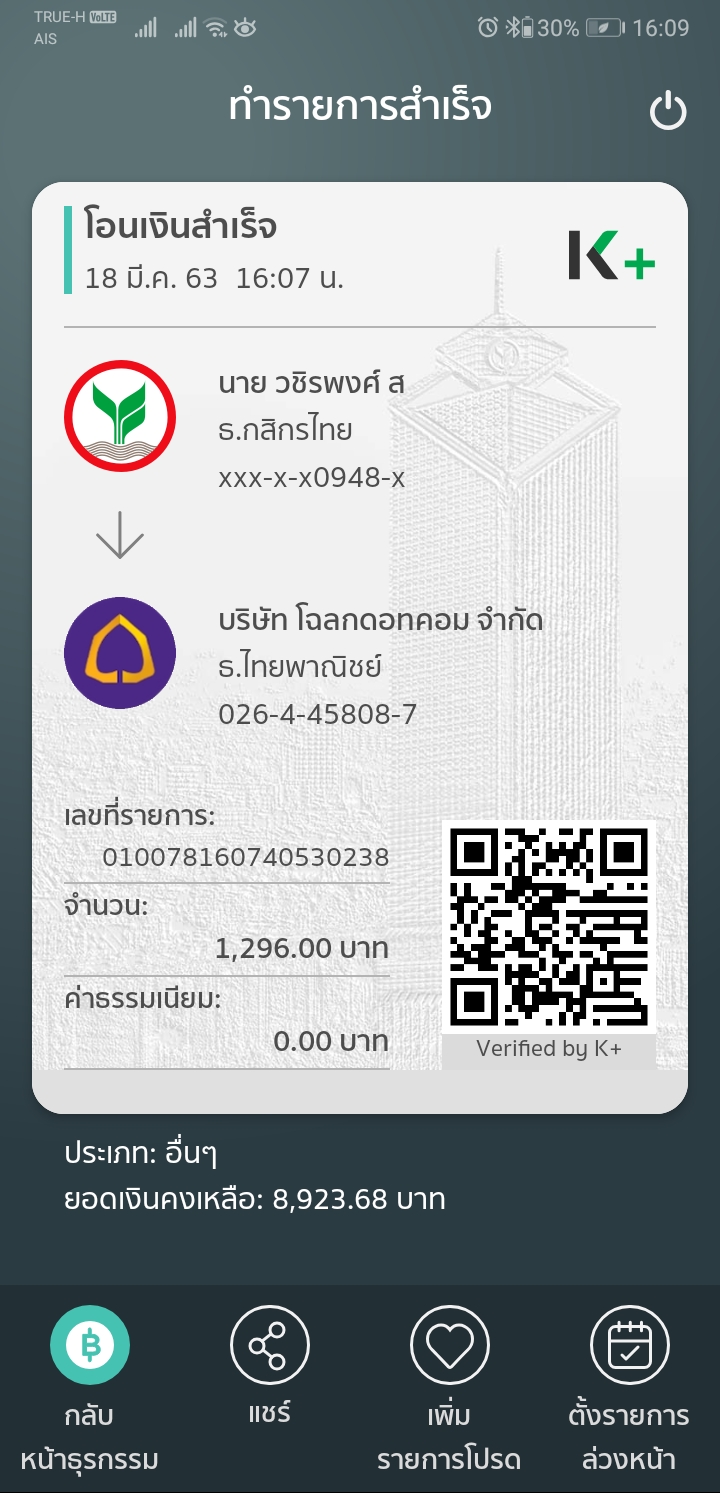 TRUE-H VoLTE
AIS
30% 16:09
ทำรายการสำเร็จ
โอนเงินสำเร็จ
18 มี.ค. 63 16:07 น.
K+
นาย วชิรพงศ์ ส
ธ.กสิกรไทย
xxx-x-x0948-x
บริษัท โฉลกดอทคอม จำกัด
ธ.ไทยพาณิชย์
026-4-45808-7
เลขที่รายการ:
010078160740530238
จำนวน:
1,296.00 บาท
ค่าธรรมเนียม:
0.00 บาท
Verified by K+
ประเภท: อื่นๆ
ยอดเงินคงเหลือ: 8,923.68 บาท
กลับ
หน้าธุรกรรม
แชร์
เพิ่ม
รายการโปรด
ตั้งรายการ
ล่วงหน้า